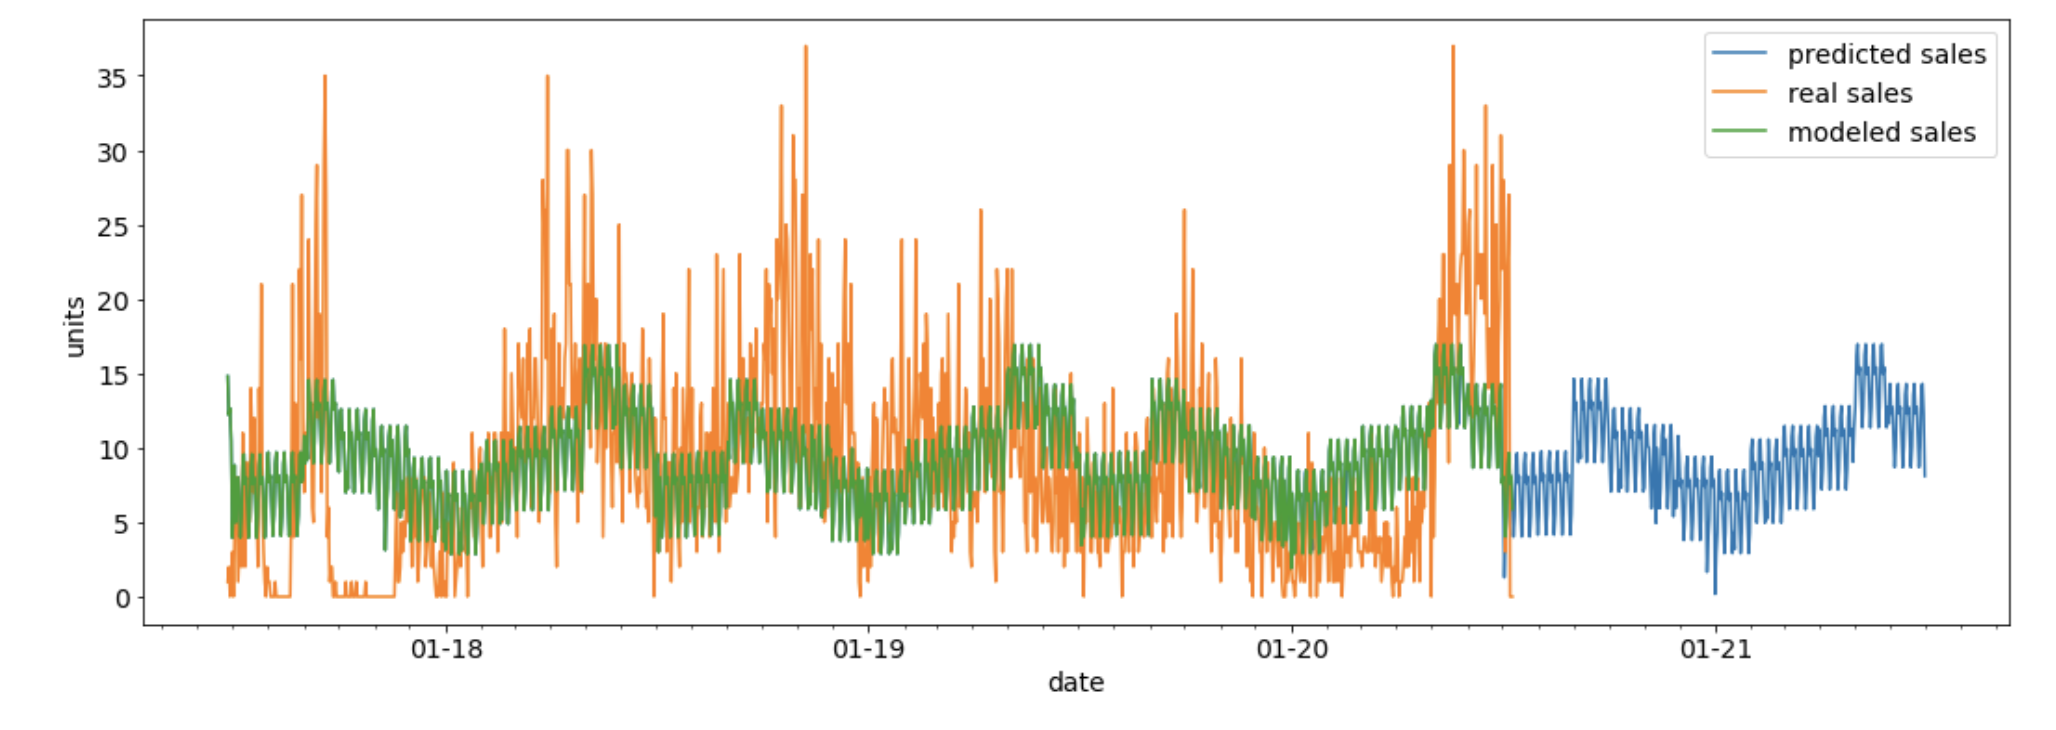 predicted sales
real sales
modeled sales
35
30
25
20
15
10
5
0
units
01-18
01-19
01-20
01-21
date